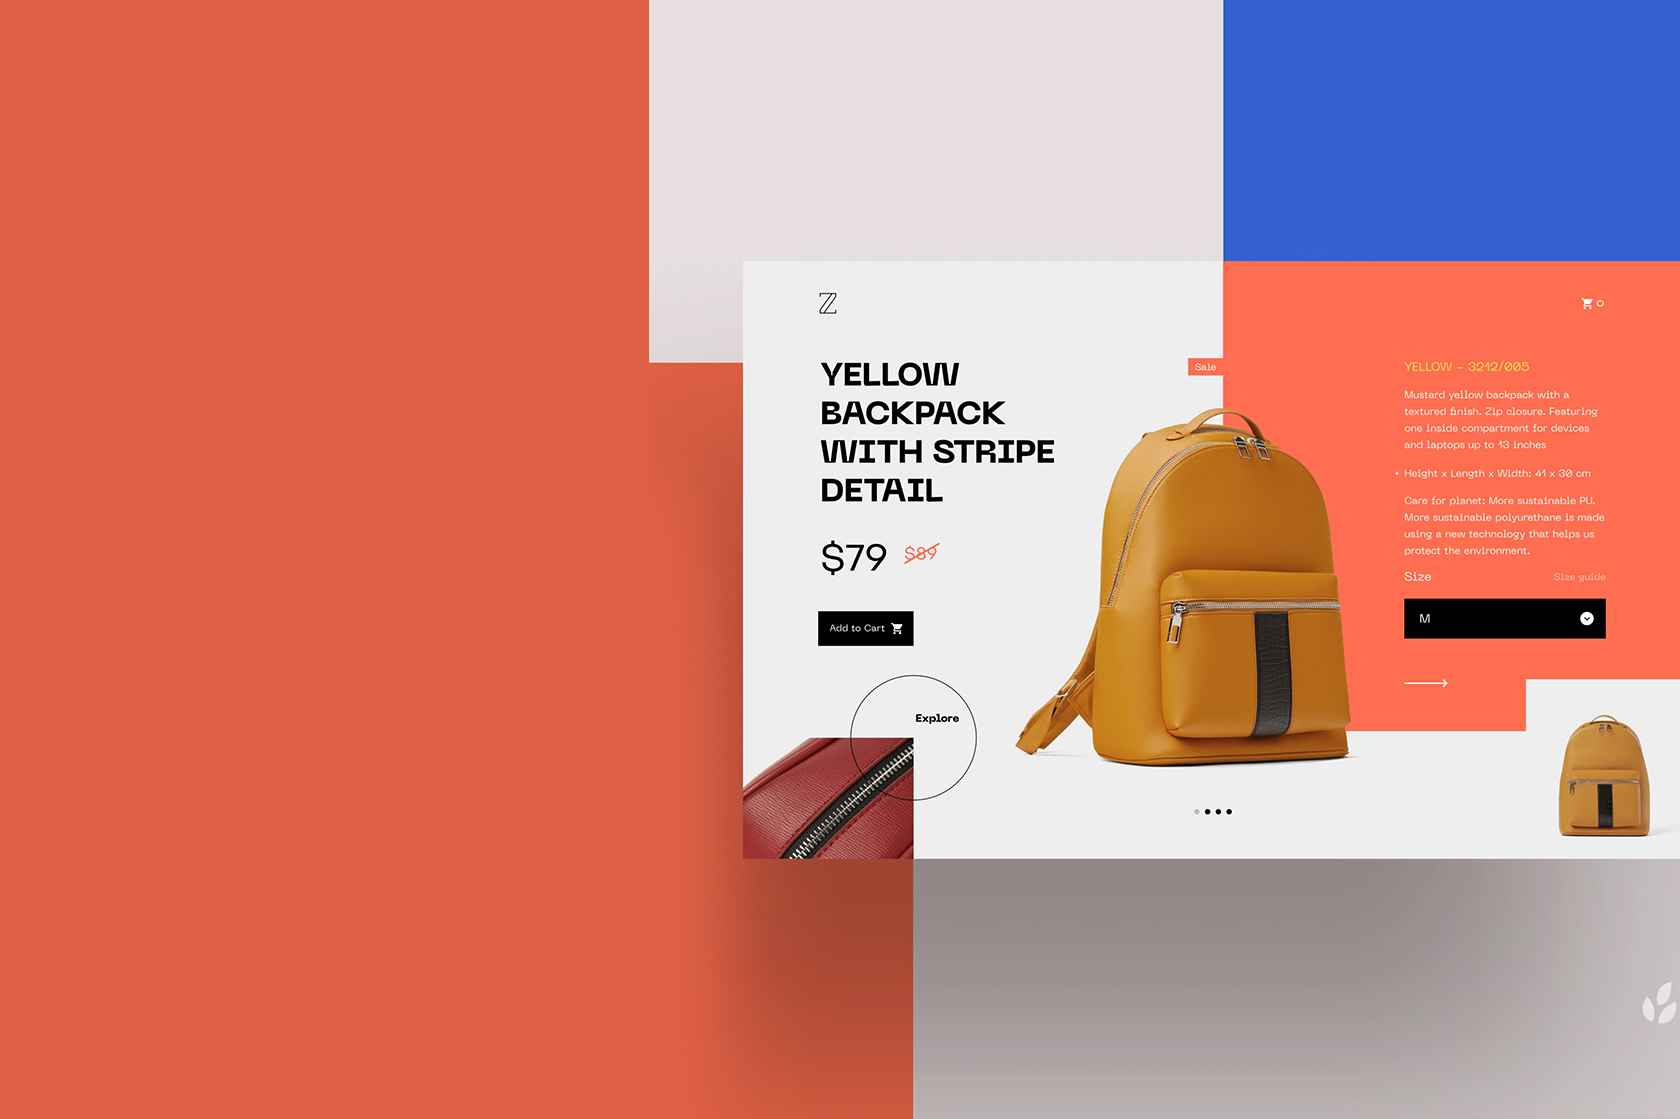 Z
0
YELLOW
BACKPACK
WITH STRIPE
DETAIL
$79 $89
Add to Cart
Explore
Sale
YELLOW – 3212/005
Mustard yellow backpack with a
textured finish. Zip closure. Featuring
one inside compartment for devices
and laptops up to 13 inches
• Height x Length x Width: 41 x 30 cm
Care for planet: More sustainable PU.
More sustainable polyurethane is made
using a new technology that helps us
protect the environment.
Size Size guide
M